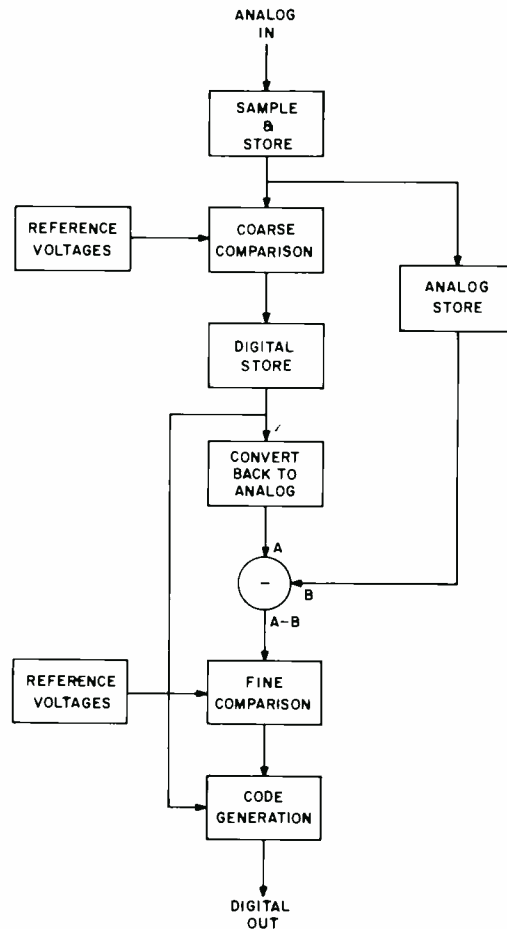 ANALOG
IN
SAMPLE
&
STORE
REFERENCE
VOLTAGES
COARSE
COMPARISON
ANALOG
STORE
DIGITAL
STORE
CONVERT
BACK TO
ANALOG
A
−
B
A−B
REFERENCE
VOLTAGES
FINE
COMPARISON
CODE
GENERATION
DIGITAL
OUT